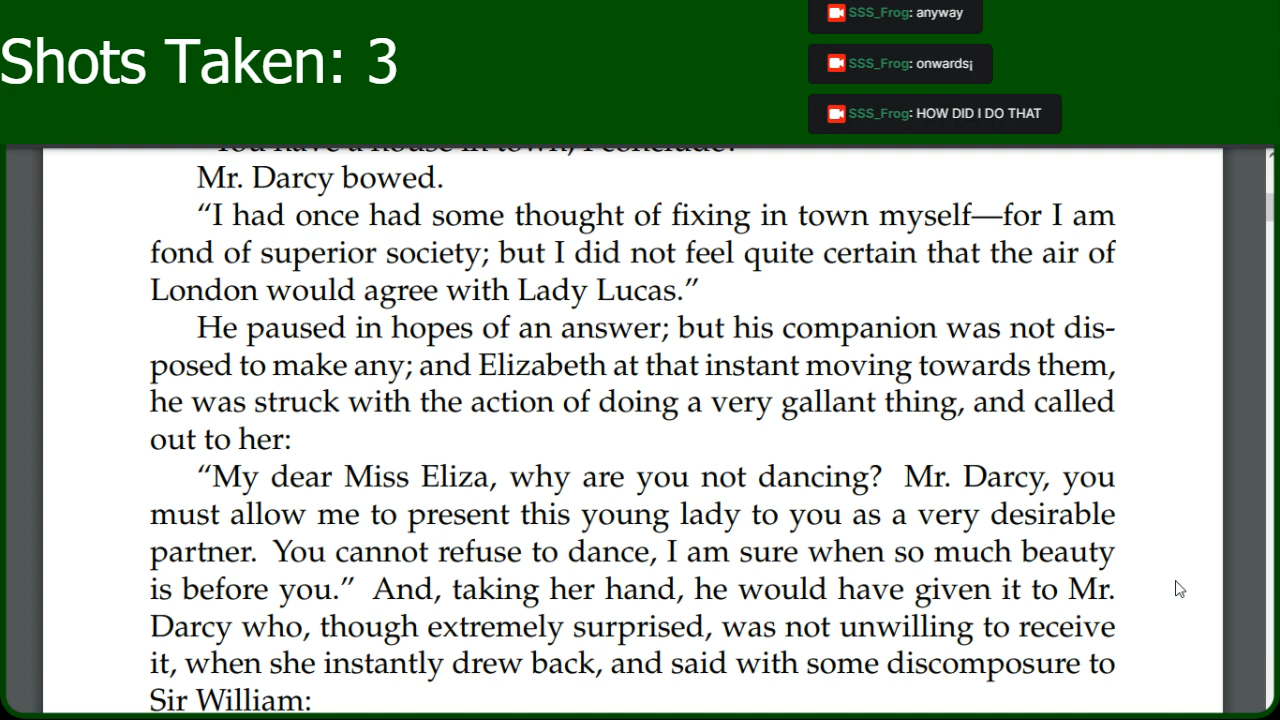 Shots Taken: 3
SSS_Frog: anyway
SSS_Frog: onwards¡
SSS_Frog: HOW DID I DO THAT
“You have a house in town, I conclude?”
Mr. Darcy bowed.
“I had once had some thought of fixing in town myself—for I am
fond of superior society; but I did not feel quite certain that the air of
London would agree with Lady Lucas.”
He paused in hopes of an answer; but his companion was not dis-
posed to make any; and Elizabeth at that instant moving towards them,
he was struck with the action of doing a very gallant thing, and called
out to her:
“My dear Miss Eliza, why are you not dancing? Mr. Darcy, you
must allow me to present this young lady to you as a very desirable
partner. You cannot refuse to dance, I am sure when so much beauty
is before you.” And, taking her hand, he would have given it to Mr.
Darcy who, though extremely surprised, was not unwilling to receive
it, when she instantly drew back, and said with some discomposure to
Sir William: